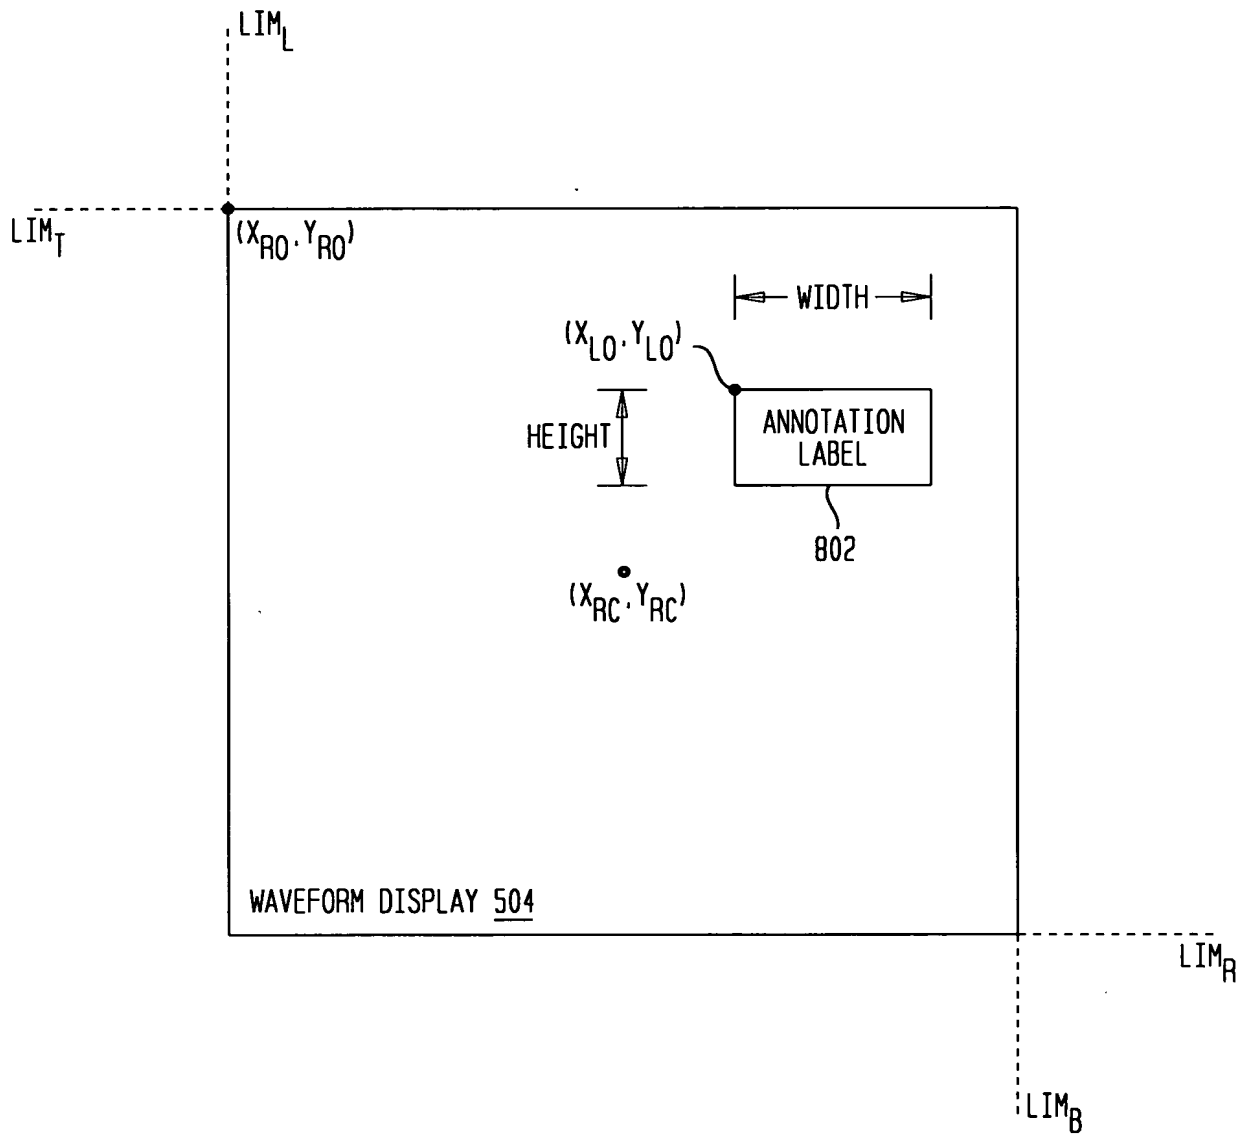 LIM_L
LIM_T
(X_RO, Y_RO)
WIDTH
(X_LO, Y_LO)
HEIGHT
ANNOTATION
LABEL
802
(X_RC, Y_RC)
WAVEFORM DISPLAY 504
LIM_R
LIM_B